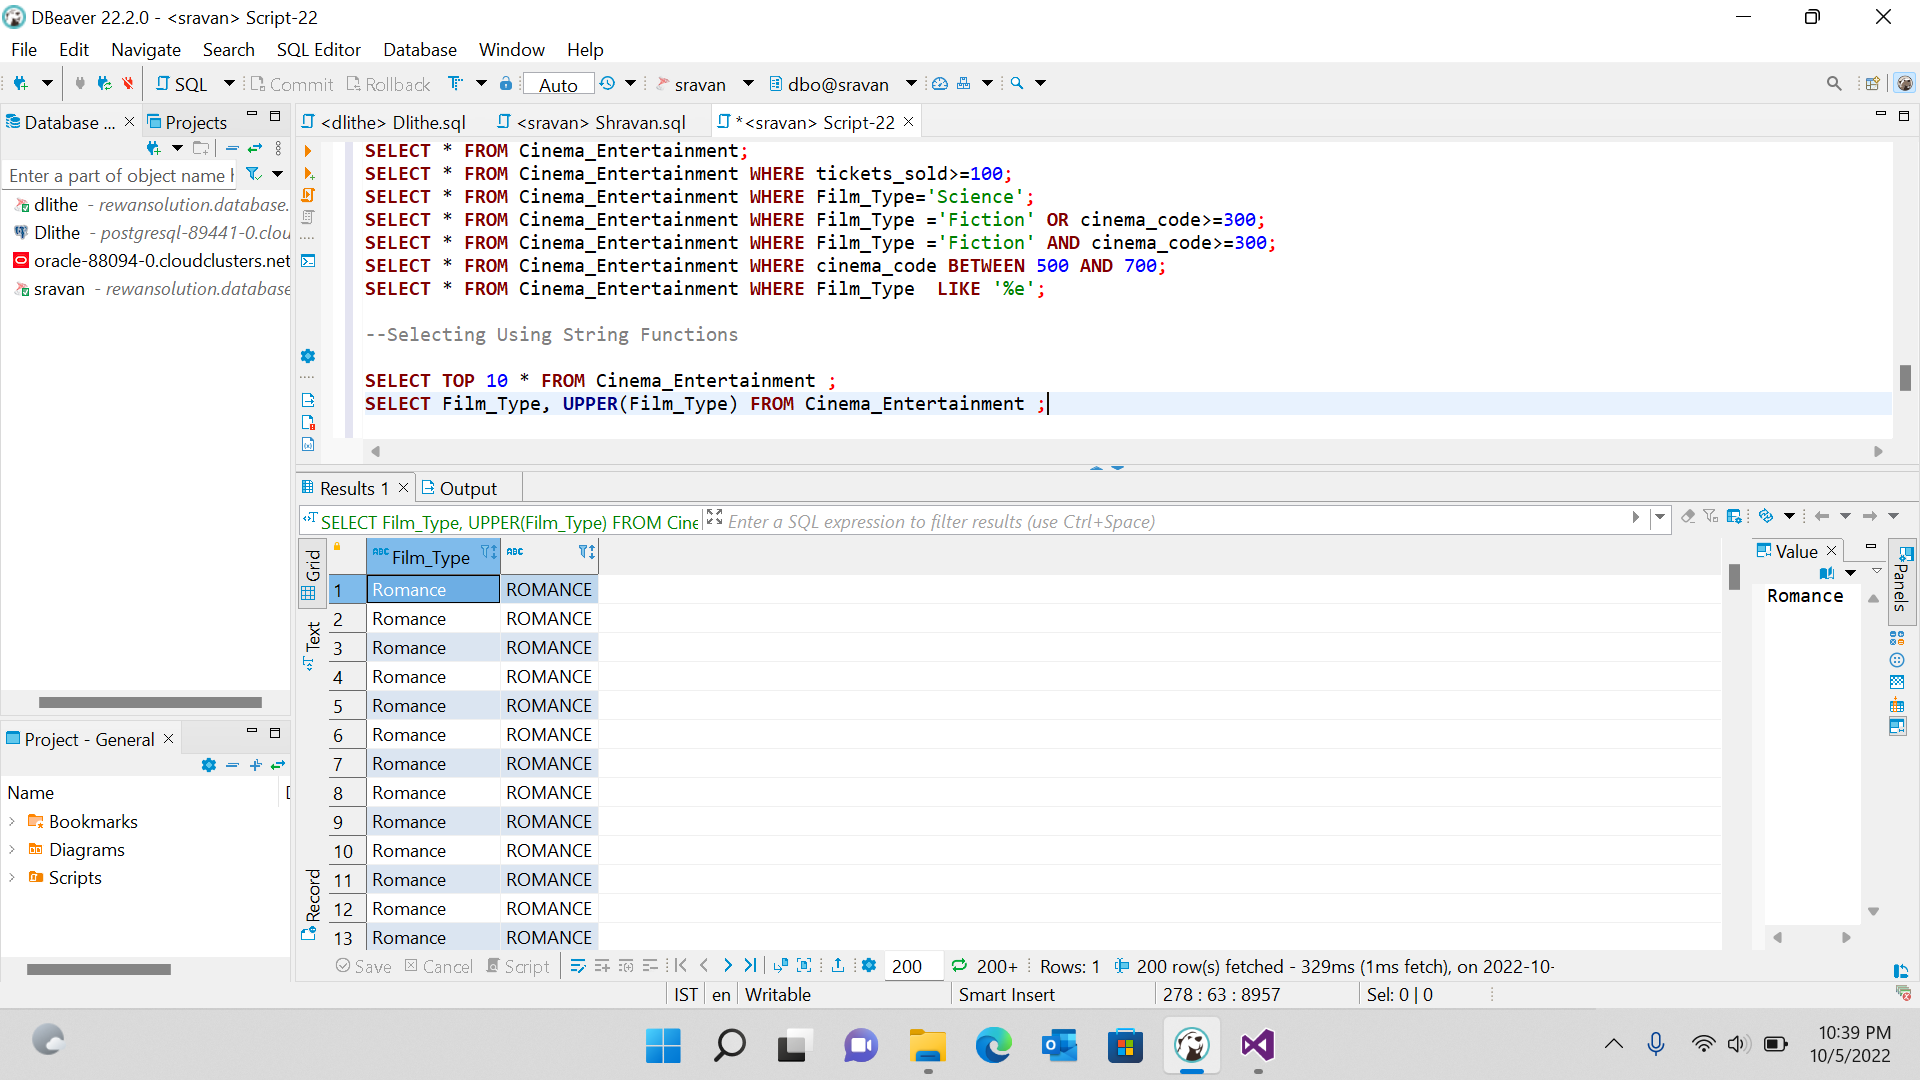 DBeaver 22.2.0 - <sravan> Script-22
File Edit Navigate Search SQL Editor Database Window Help
SQL Commit Rollback Auto sravan dbo@sravan
Database ... Projects
<dlithe> Dlithe.sql <sravan> Shravan.sql *<sravan> Script-22
Enter a part of object name h
dlithe - rewansolution.database.
Dlithe - postgresql-89441-0.clou
oracle-88094-0.cloudclusters.net
sravan - rewansolution.database
SELECT * FROM Cinema_Entertainment;
SELECT * FROM Cinema_Entertainment WHERE tickets_sold>=100;
SELECT * FROM Cinema_Entertainment WHERE Film_Type='Science';
SELECT * FROM Cinema_Entertainment WHERE Film_Type ='Fiction' OR cinema_code>=300;
SELECT * FROM Cinema_Entertainment WHERE Film_Type ='Fiction' AND cinema_code>=300;
SELECT * FROM Cinema_Entertainment WHERE cinema_code BETWEEN 500 AND 700;
SELECT * FROM Cinema_Entertainment WHERE Film_Type  LIKE '%e';
--Selecting Using String Functions
SELECT TOP 10 * FROM Cinema_Entertainment ;
SELECT Film_Type, UPPER(Film_Type) FROM Cinema_Entertainment ;
Project - General
Name D
Bookmarks
Diagrams
Scripts
Results 1 Output
SELECT Film_Type, UPPER(Film_Type) FROM Cine Enter a SQL expression to filter results (use Ctrl+Space)
Grid
Text
Record
ABC Film_Type ABC
1 Romance ROMANCE
2 Romance ROMANCE
3 Romance ROMANCE
4 Romance ROMANCE
5 Romance ROMANCE
6 Romance ROMANCE
7 Romance ROMANCE
8 Romance ROMANCE
9 Romance ROMANCE
10 Romance ROMANCE
11 Romance ROMANCE
12 Romance ROMANCE
13 Romance ROMANCE
Value
Romance
Panels
Save Cancel Script 200 200+ Rows: 1 200 row(s) fetched - 329ms (1ms fetch), on 2022-10-
IST en Writable Smart Insert 278 : 63 : 8957 Sel: 0 | 0
10:39 PM
10/5/2022